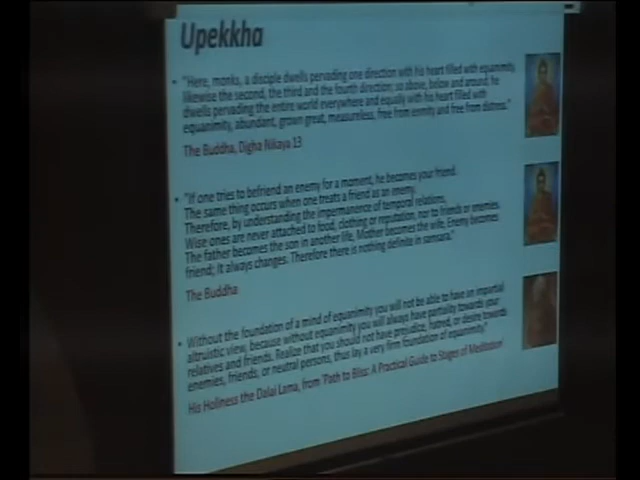 Upekkha
• "Here, monks, a disciple dwells pervading one direction with his heart filled with equanimity,
likewise the second, the third and the fourth direction; so above, below and around; he
dwells pervading the entire world everywhere and equally with his heart filled with
equanimity, abundant, grown great, measureless, free from enmity and free from distress."
The Buddha, Digha Nikaya 13
• "If one tries to befriend an enemy for a moment, he becomes your friend.
The same thing occurs when one treats a friend as an enemy.
Therefore, by understanding the impermanence of temporal relations,
Wise ones are never attached to food, clothing or reputation, nor to friends or enemies.
The father becomes the son in another life, Mother becomes the wife, Enemy becomes
friend; It always changes. Therefore there is nothing definite in samsara."
The Buddha
• Without the foundation of a mind of equanimity you will not be able to have an impartial
altruistic view, because without equanimity you will always have partiality towards your
relatives and friends. Realize that you should not have prejudice, hatred, or desire towards
enemies, friends, or neutral persons, thus lay a very firm foundation of equanimity."
His Holiness the Dalai Lama, from 'Path to Bliss: A Practical Guide to Stages of Meditation'